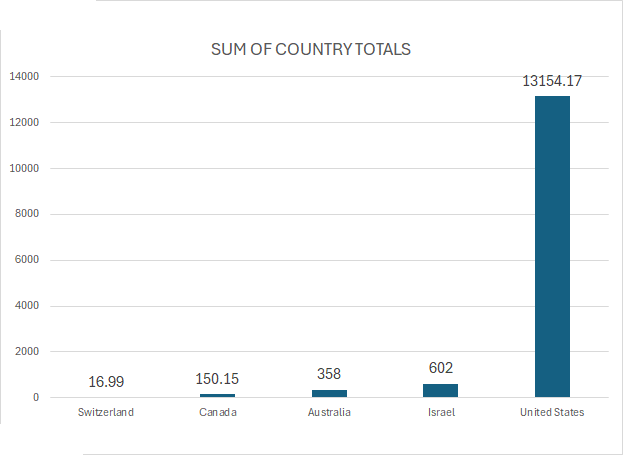 SUM OF COUNTRY TOTALS
14000
13154.17
12000
10000
8000
6000
4000
2000
602
358
150.15
16.99
0
Switzerland
Canada
Australia
Israel
United States